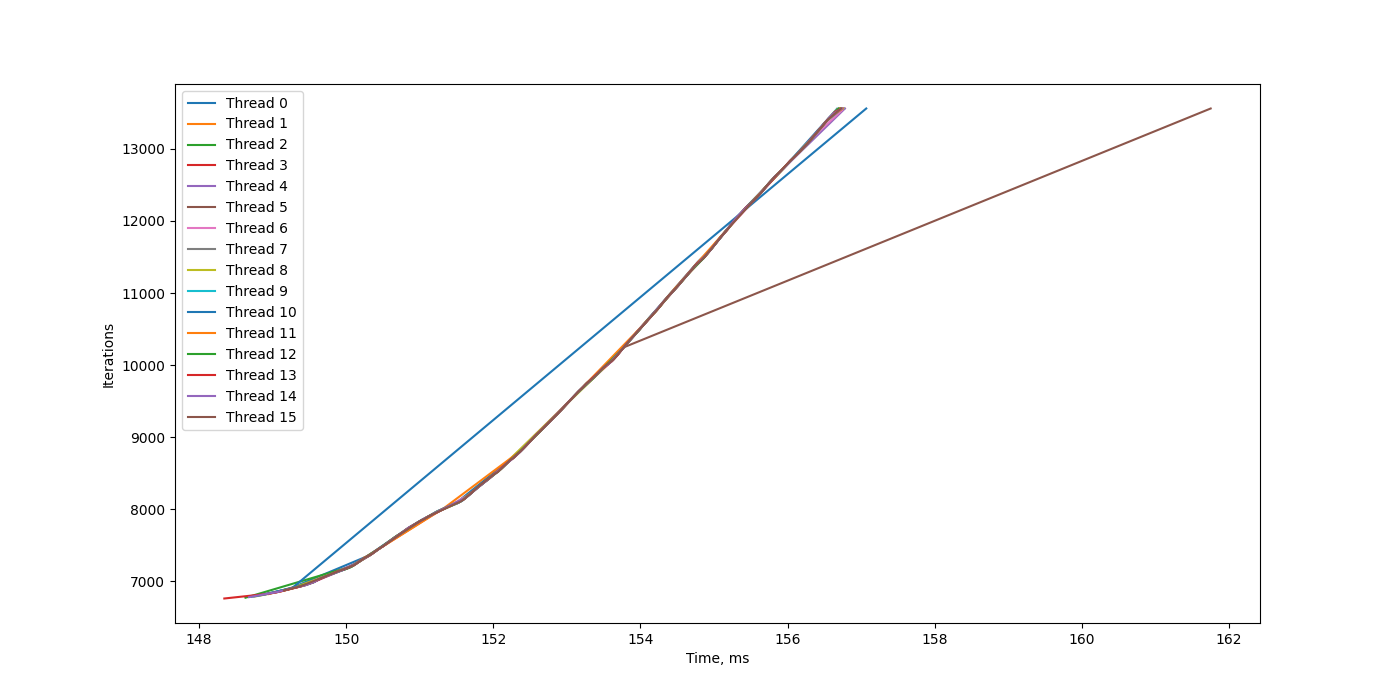 Thread 0
Thread 1
Thread 2
Thread 3
Thread 4
Thread 5
Thread 6
Thread 7
Thread 8
Thread 9
Thread 10
Thread 11
Thread 12
Thread 13
Thread 14
Thread 15
13000
12000
11000
10000
9000
8000
7000
Iterations
148 150 152 154 156 158 160 162
Time, ms